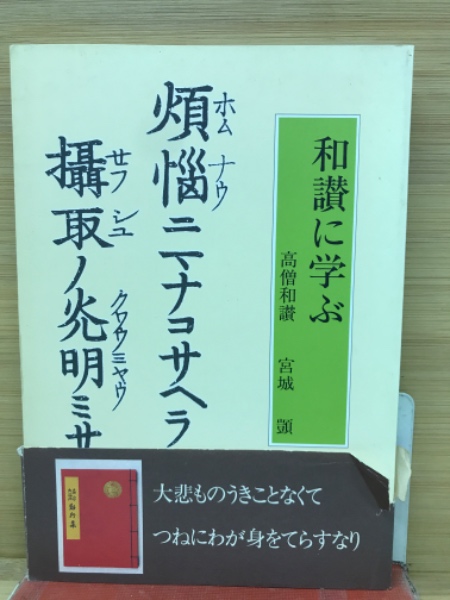 和讃に学ぶ
高僧和讃　宮城　顗
煩悩ニマナコサヘラ
ホム　ナウ
攝取ノ光明ミサ
サフ　シユ　クワウミャウ
大悲ものうきことなくて
つねにわが身をてらすなり